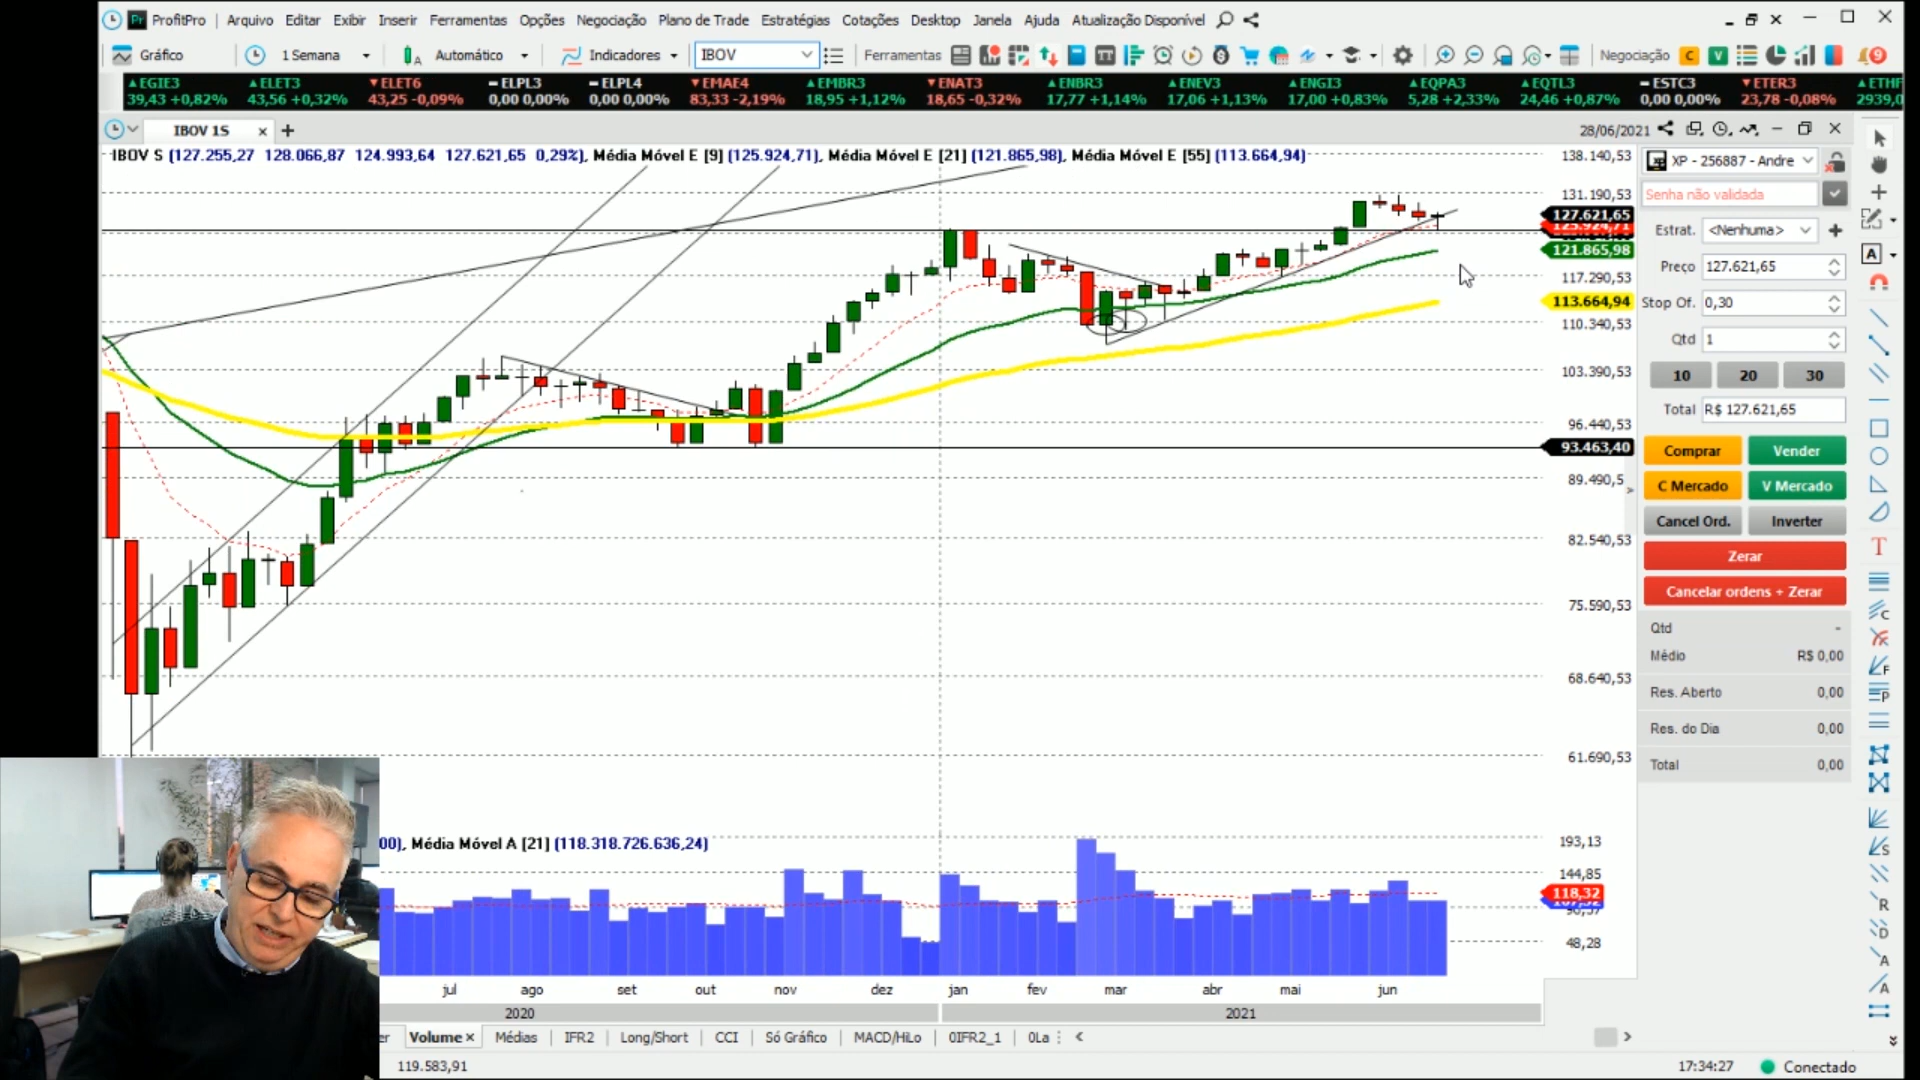 ProfitPro Arquivo Editar Exibir Inserir Ferramentas Opções Negociação Plano de Trade Estratégias Cotações Desktop Janela Ajuda Atualização Disponível
Gráfico 1 Semana Automático Indicadores IBOV Ferramentas Negociação C V 9
EGIE3 ELET3 ELET6 ELPL3 ELPL4 EMAE4 EMBR3 ENAT3 ENBR3 ENEV3 ENGI3 EQPA3 EQTL3 ESTC3 ETER3 ETHF
39,43 +0,82% 43,56 +0,32% 43,25 -0,09% 0,00 0,00% 0,00 0,00% 83,33 -2,19% 18,95 +1,12% 18,65 -0,32% 17,77 +1,14% 17,06 +1,13% 17,00 +0,83% 5,28 +2,33% 24,46 +0,87% 0,00 0,00% 23,78 -0,08% 2939,0
IBOV 1S
28/06/2021
IBOV S (127.255,27 128.066,87 124.993,64 127.621,65 0,29%), Média Móvel E [9] (125.924,71), Média Móvel E [21] (121.865,98), Média Móvel E [55] (113.664,94)
138.140,53
131.190,53
127.621,65
125.924,71
121.865,98
117.290,53
113.664,94
110.340,53
103.390,53
96.440,53
93.463,40
89.490,5
82.540,53
75.590,53
68.640,53
61.690,53
00), Média Móvel A [21] (118.318.726.636,24)
193,13
144,85
118,32
48,28
jul ago set out nov dez jan fev mar abr mai jun
2020 2021
er Volume Médias IFR2 Long/Short CCI Só Gráfico MACD/HiLo 0IFR2_1 0La
119.583,91
17:34:27 Conectado
XP - 256887 - Andre
Senha não validada
Estrat. <Nenhuma>
Preço 127.621,65
Stop Of. 0,30
Qtd 1
10 20 30
Total R$ 127.621,65
Comprar Vender
C Mercado V Mercado
Cancel Ord. Inverter
Zerar
Cancelar ordens + Zerar
Qtd -
Médio R$ 0,00
Res. Aberto 0,00
Res. do Dia 0,00
Total 0,00